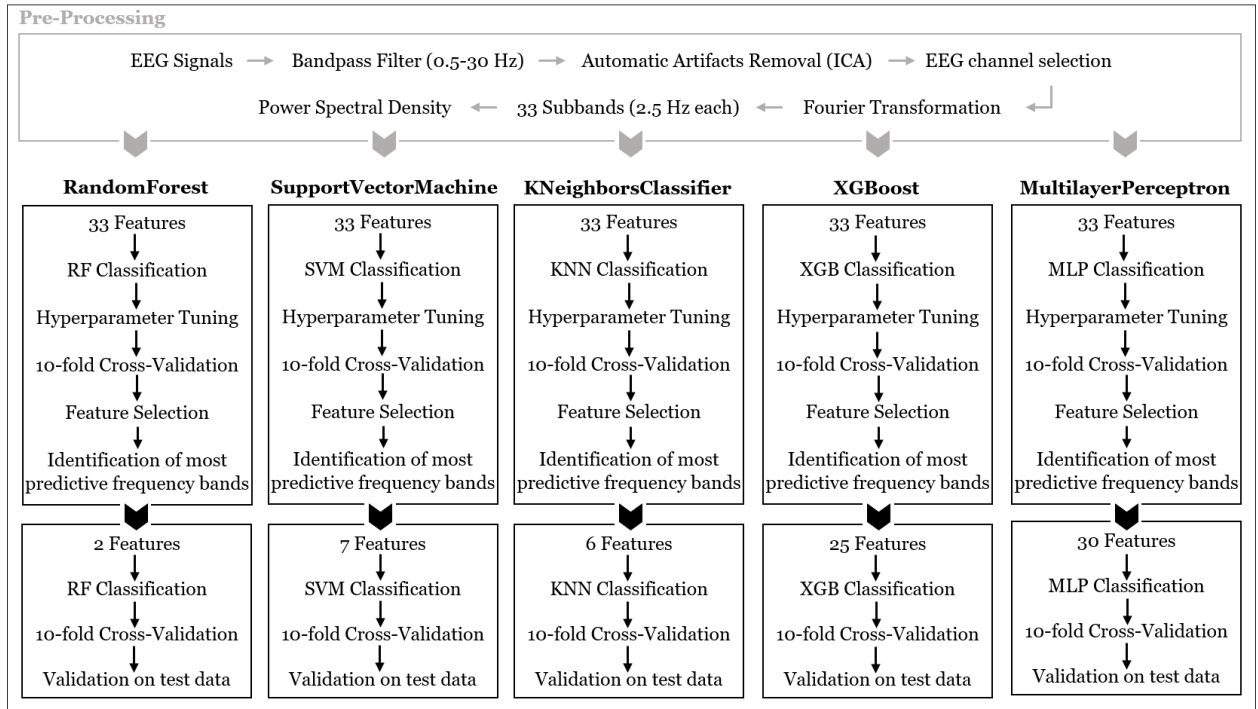 Pre-Processing
EEG Signals
Bandpass Filter (0.5-30 Hz)
Automatic Artifacts Removal (ICA)
EEG channel selection
Fourier Transformation
33 Subbands (2.5 Hz each)
Power Spectral Density
RandomForest
33 Features
RF Classification
Hyperparameter Tuning
10-fold Cross-Validation
Feature Selection
Identification of most
predictive frequency bands
2 Features
RF Classification
10-fold Cross-Validation
Validation on test data
SupportVectorMachine
33 Features
SVM Classification
Hyperparameter Tuning
10-fold Cross-Validation
Feature Selection
Identification of most
predictive frequency bands
7 Features
SVM Classification
10-fold Cross-Validation
Validation on test data
KNeighborsClassifier
33 Features
KNN Classification
Hyperparameter Tuning
10-fold Cross-Validation
Feature Selection
Identification of most
predictive frequency bands
6 Features
KNN Classification
10-fold Cross-Validation
Validation on test data
XGBoost
33 Features
XGB Classification
Hyperparameter Tuning
10-fold Cross-Validation
Feature Selection
Identification of most
predictive frequency bands
25 Features
XGB Classification
10-fold Cross-Validation
Validation on test data
MultilayerPerceptron
33 Features
MLP Classification
Hyperparameter Tuning
10-fold Cross-Validation
Feature Selection
Identification of most
predictive frequency bands
30 Features
MLP Classification
10-fold Cross-Validation
Validation on test data